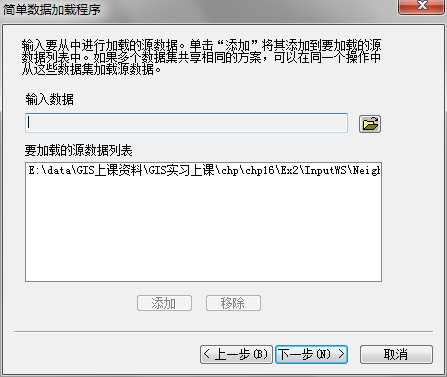 简单数据加载程序
输入要从中进行加载的源数据。单击“添加”将其添加到要加载的源
数据列表中。如果多个数据集共享相同的方案，可以在同一个操作中
从这些数据集加载源数据。
输入数据
要加载的源数据列表
E:\data\GIS上课资料\GIS实习上课\chp\chp16\Ex2\InputWS\Neigh
添加 移除
< 上一步(B) 下一步(N) > 取消